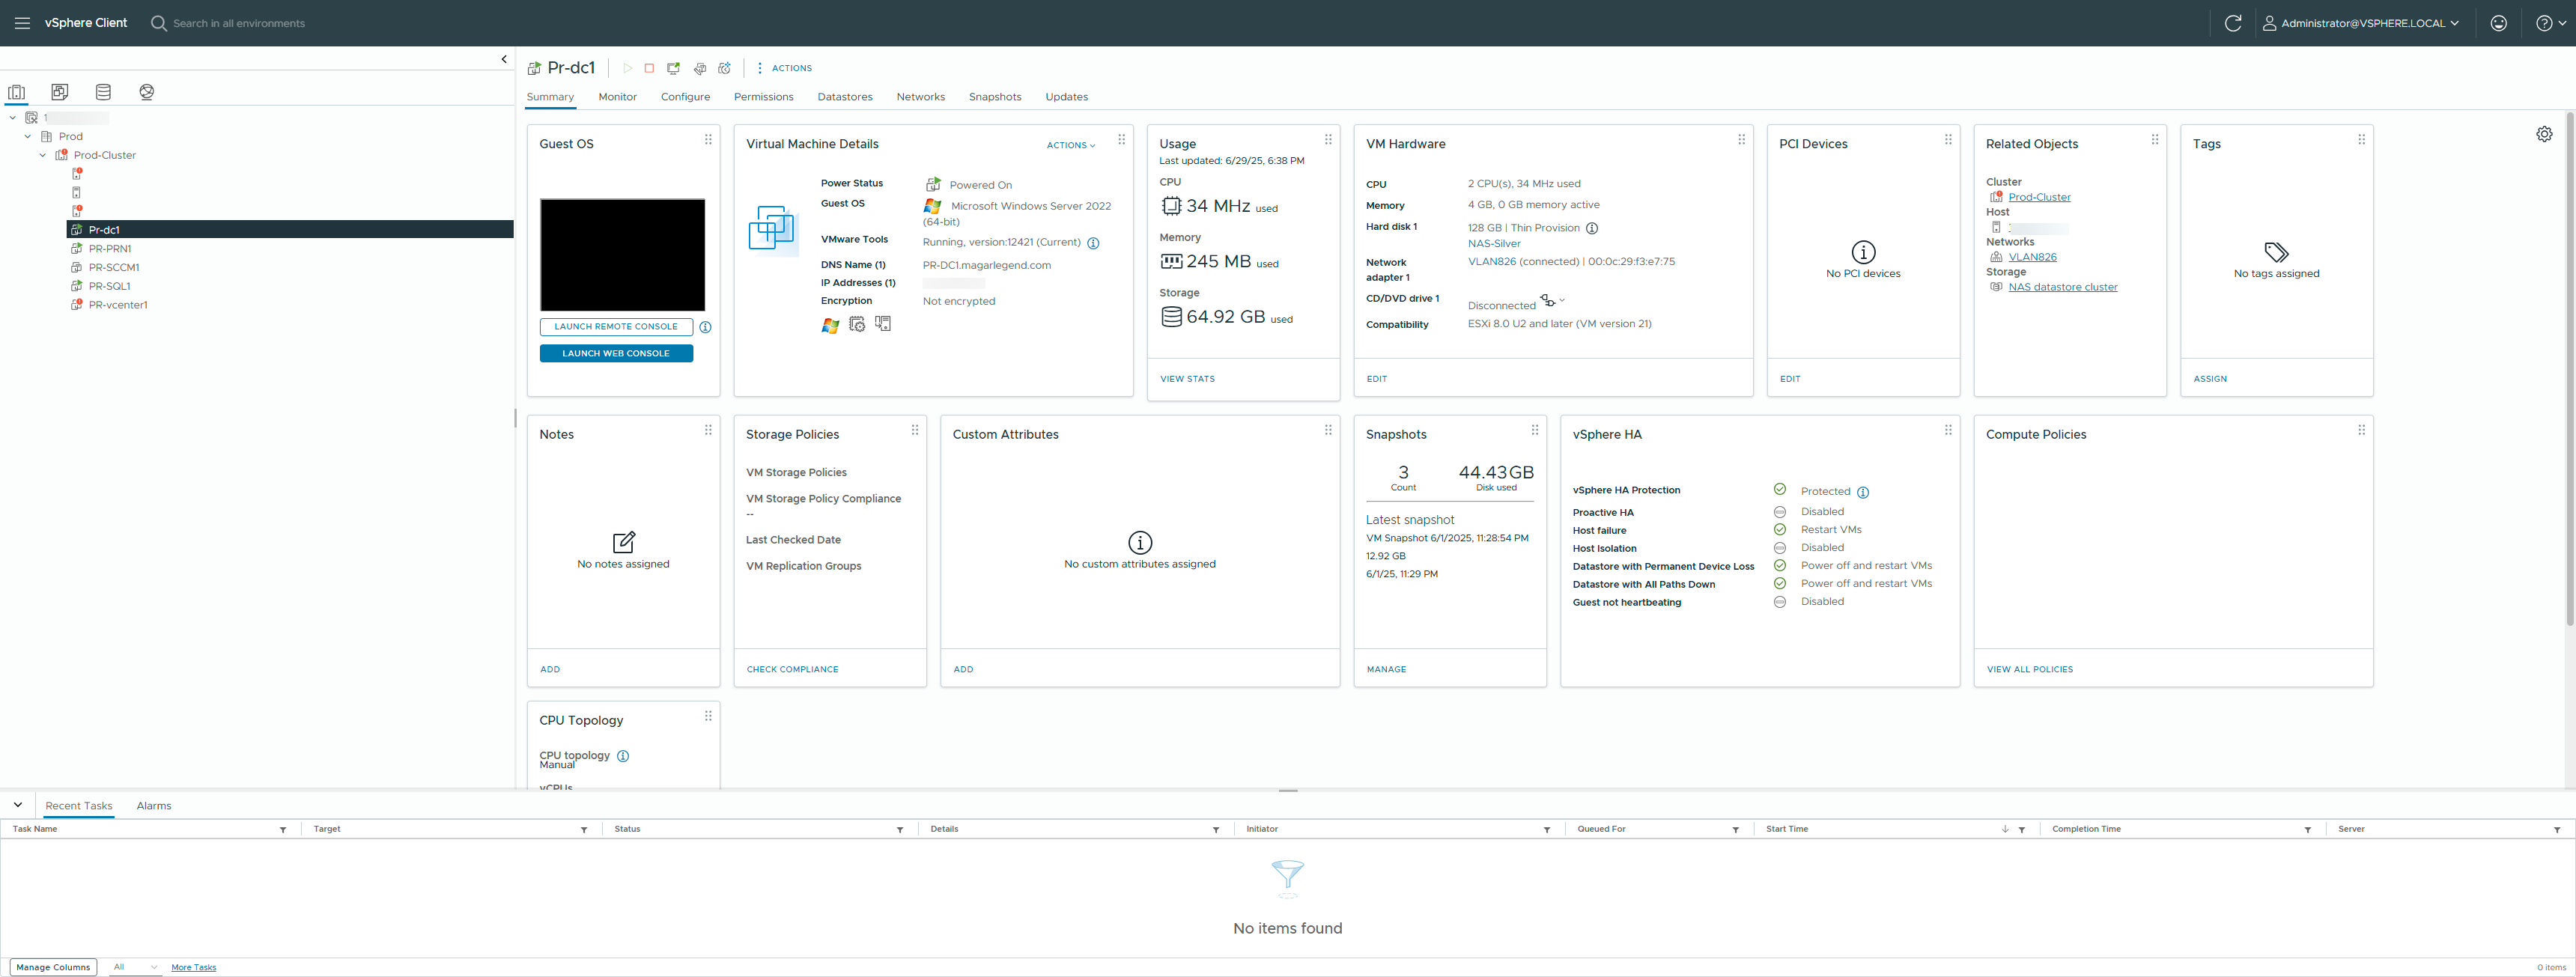 vSphere Client
Search in all environments
Administrator@VSPHERE.LOCAL
Prod
Prod-Cluster
Pr-dc1
PR-PRN1
PR-SCCM1
PR-SQL1
PR-vcenter1
Pr-dc1
ACTIONS
Summary
Monitor
Configure
Permissions
Datastores
Networks
Snapshots
Updates
Guest OS
LAUNCH REMOTE CONSOLE
LAUNCH WEB CONSOLE
Virtual Machine Details
ACTIONS
Power Status
Powered On
Guest OS
Microsoft Windows Server 2022
(64-bit)
VMware Tools
Running, version:12421 (Current)
DNS Name (1)
PR-DC1.magarlegend.com
IP Addresses (1)
Encryption
Not encrypted
Usage
Last updated: 6/29/25, 6:38 PM
CPU
34 MHz used
Memory
245 MB used
Storage
64.92 GB used
VIEW STATS
VM Hardware
CPU
2 CPU(s), 34 MHz used
Memory
4 GB, 0 GB memory active
Hard disk 1
128 GB | Thin Provision
NAS-Silver
Network
adapter 1
VLAN826 (connected) | 00:0c:29:f3:e7:75
CD/DVD drive 1
Disconnected
Compatibility
ESXi 8.0 U2 and later (VM version 21)
EDIT
PCI Devices
No PCI devices
EDIT
Related Objects
Cluster
Prod-Cluster
Host
Networks
VLAN826
Storage
NAS datastore cluster
Tags
No tags assigned
ASSIGN
Notes
No notes assigned
ADD
Storage Policies
VM Storage Policies
VM Storage Policy Compliance
--
Last Checked Date
VM Replication Groups
CHECK COMPLIANCE
Custom Attributes
No custom attributes assigned
ADD
Snapshots
3
Count
44.43 GB
Disk used
Latest snapshot
VM Snapshot 6/1/2025, 11:28:54 PM
12.92 GB
6/1/25, 11:29 PM
MANAGE
vSphere HA
vSphere HA Protection
Protected
Proactive HA
Disabled
Host failure
Restart VMs
Host Isolation
Disabled
Datastore with Permanent Device Loss
Power off and restart VMs
Datastore with All Paths Down
Power off and restart VMs
Guest not heartbeating
Disabled
Compute Policies
VIEW ALL POLICIES
CPU Topology
CPU topology
Manual
vCPUs
Recent Tasks
Alarms
Task Name
Target
Status
Details
Initiator
Queued For
Start Time
Completion Time
Server
No items found
Manage Columns
All
More Tasks
0 items